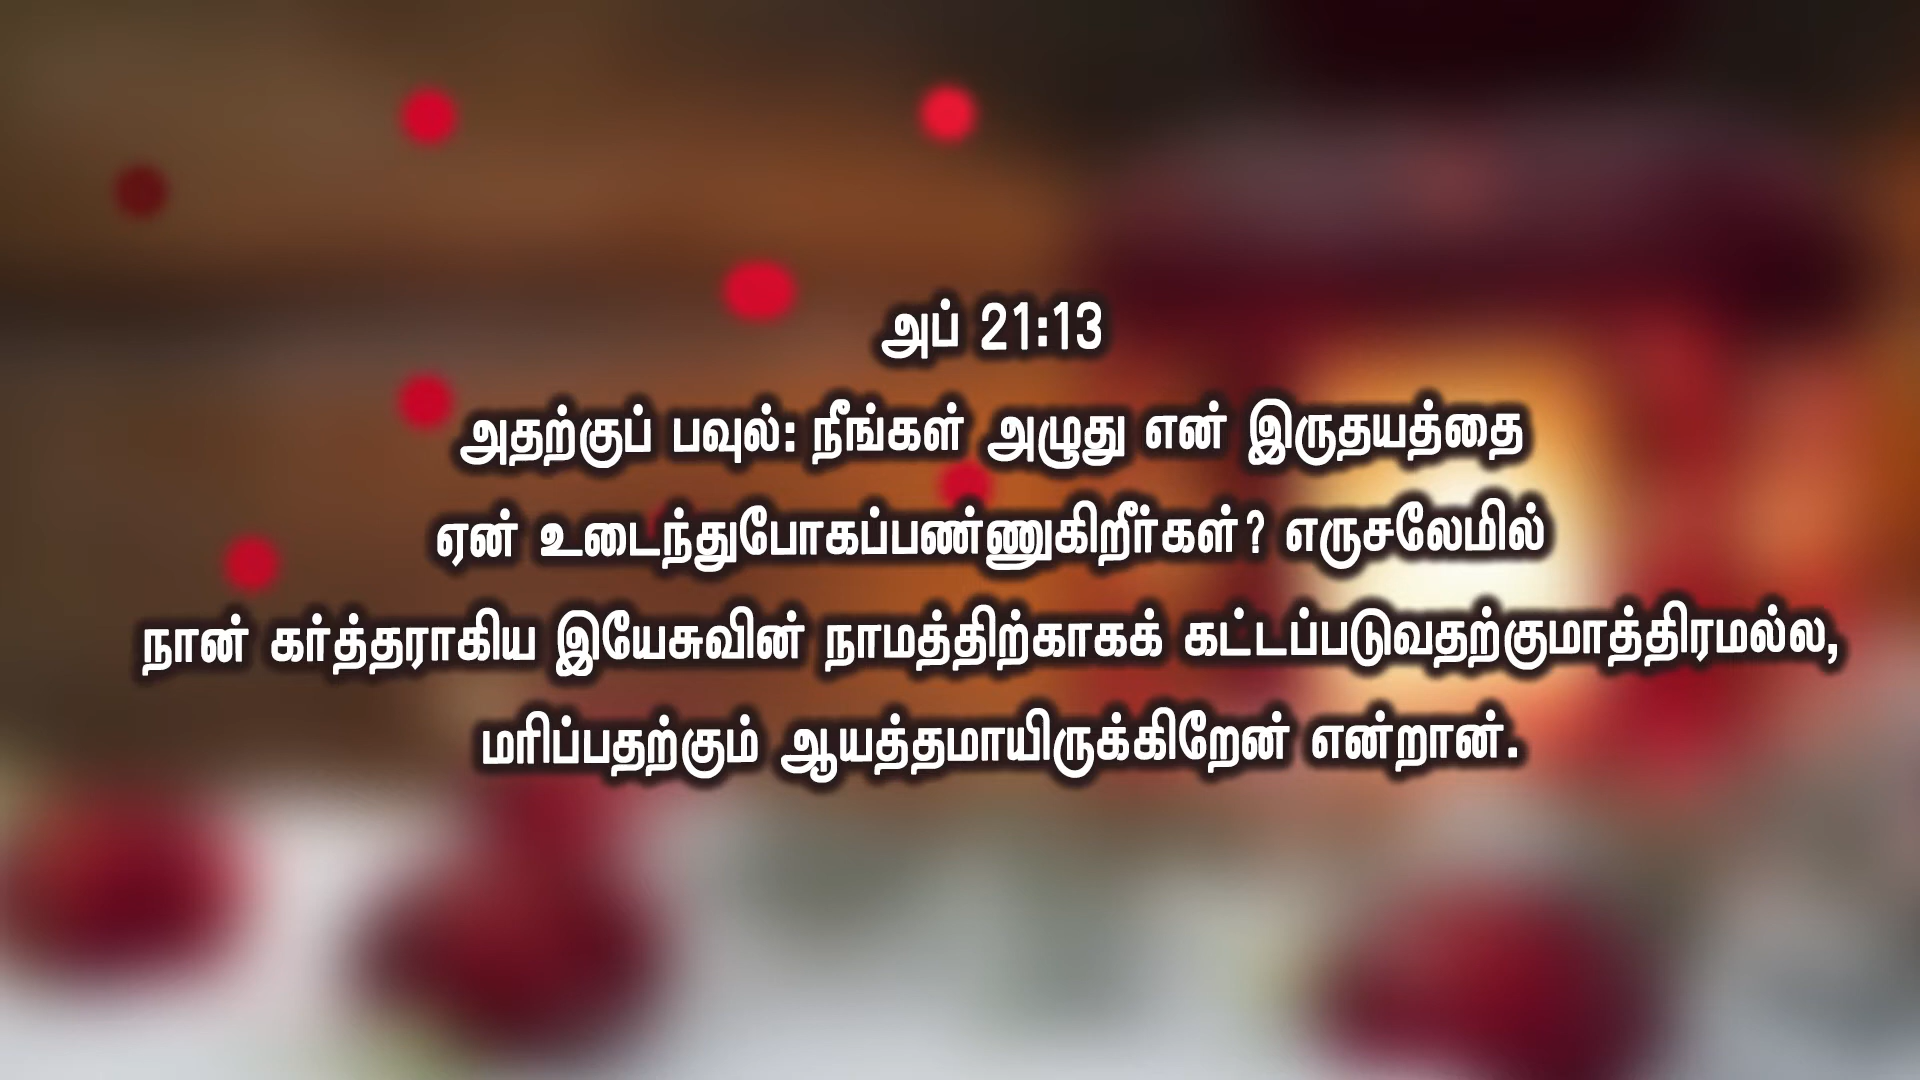 அப் 21:13
அதற்குப் பவுல்: நீங்கள் அழுது என் இருதயத்தை
ஏன் உடைந்துபோகப்பண்ணுகிறீர்கள்? எருசலேமில்
நான் கர்த்தராகிய இயேசுவின் நாமத்திற்காகக் கட்டப்படுவதற்குமாத்திரமல்ல,
மரிப்பதற்கும் ஆயத்தமாயிருக்கிறேன் என்றான்.